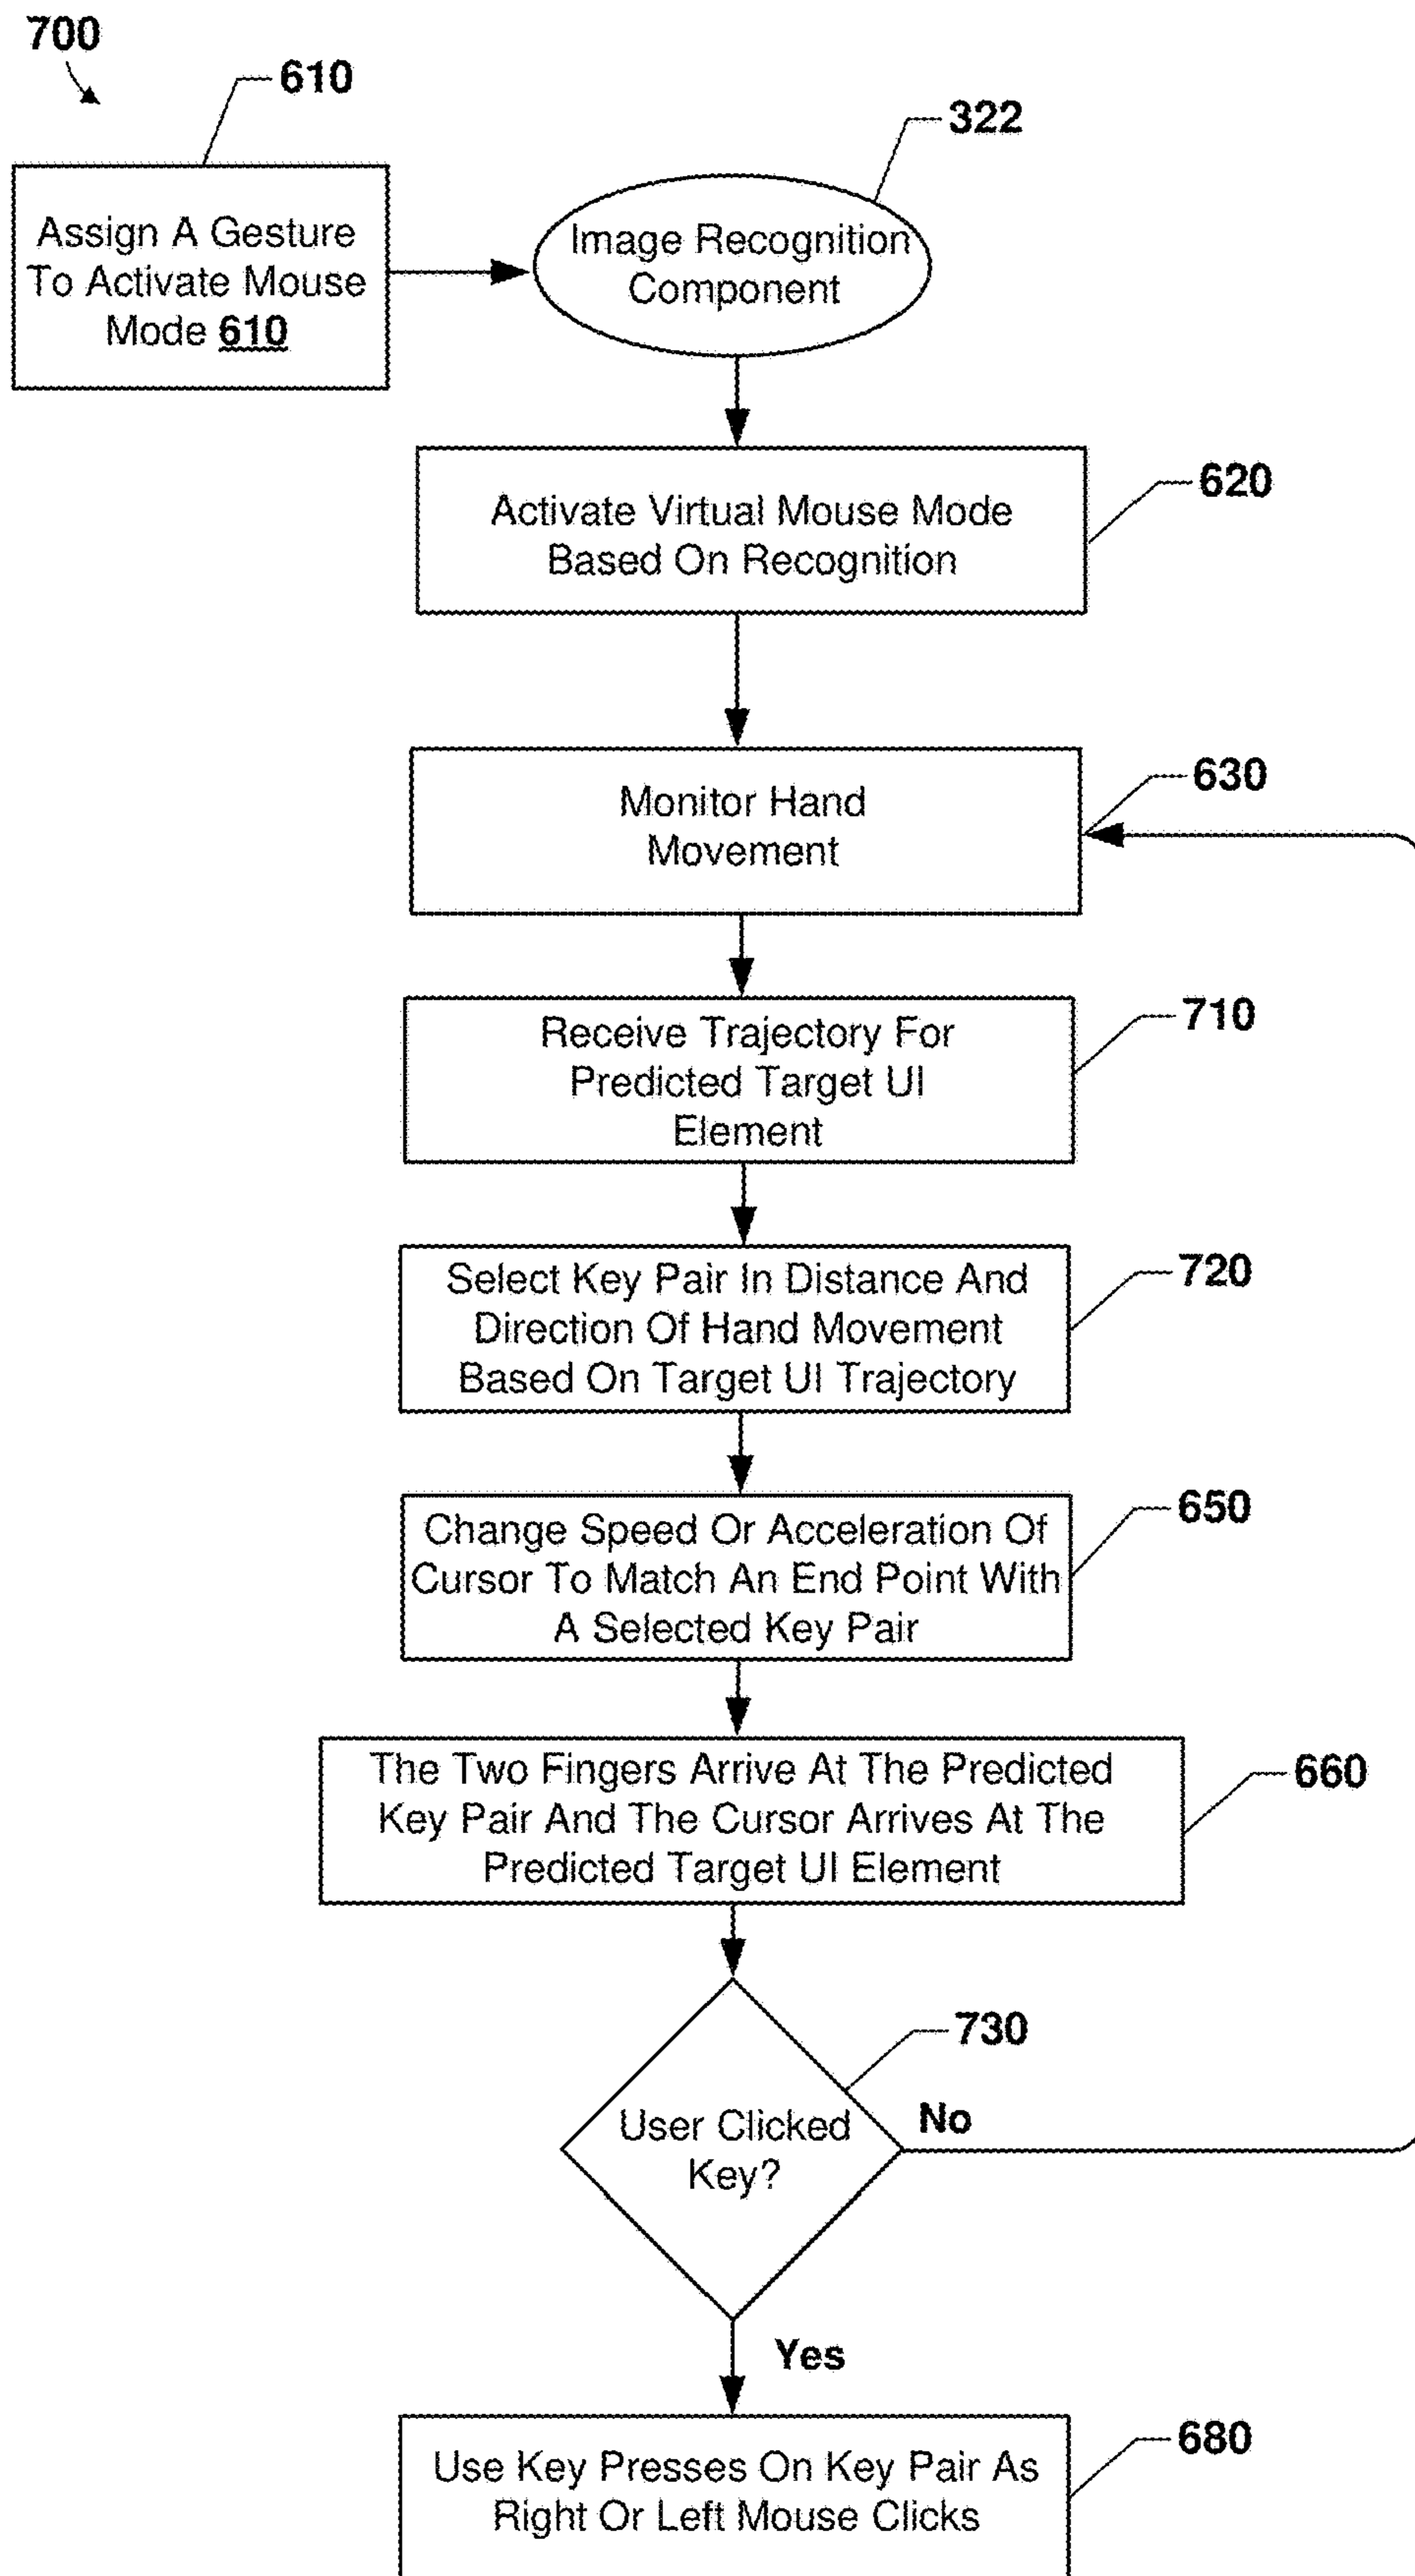 700
610
322
Assign A Gesture
To Activate Mouse
Mode 610
Image Recognition
Component
620
Activate Virtual Mouse Mode
Based On Recognition
630
Monitor Hand
Movement
710
Receive Trajectory For
Predicted Target UI
Element
720
Select Key Pair In Distance And
Direction Of Hand Movement
Based On Target UI Trajectory
650
Change Speed Or Acceleration Of
Cursor To Match An End Point With
A Selected Key Pair
660
The Two Fingers Arrive At The Predicted
Key Pair And The Cursor Arrives At The
Predicted Target UI Element
730
User Clicked
Key?
No
Yes
680
Use Key Presses On Key Pair As
Right Or Left Mouse Clicks